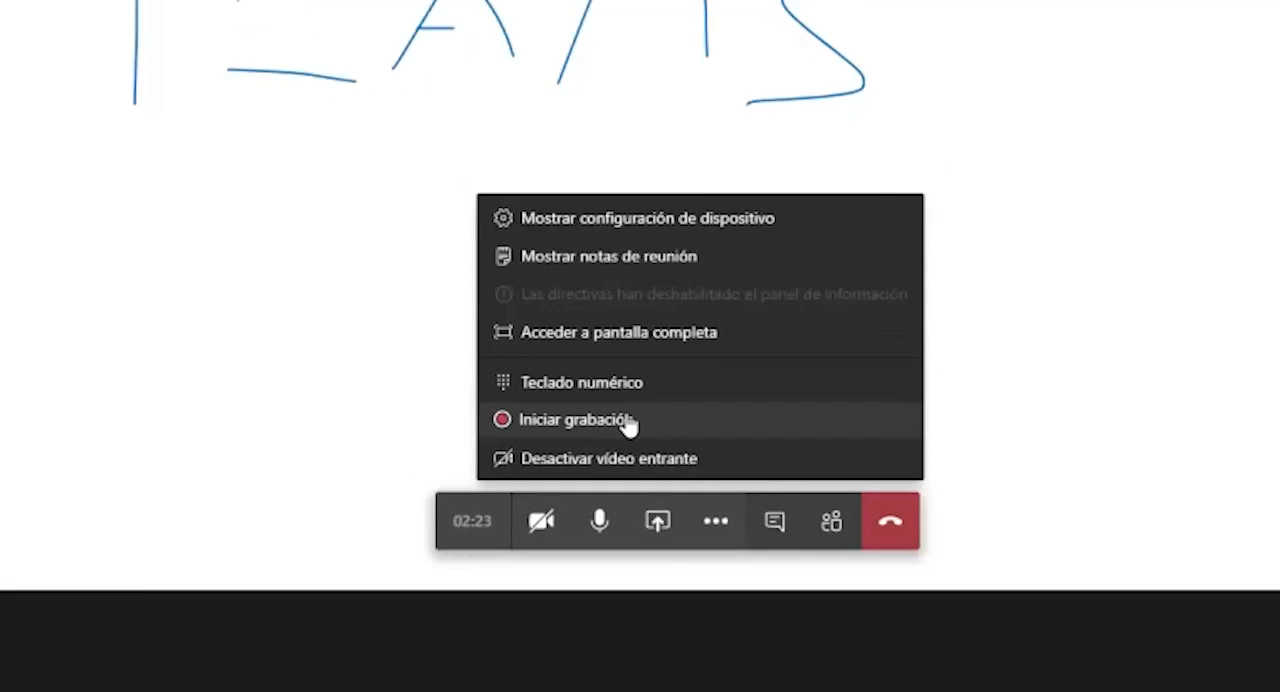 TEAMS
Mostrar configuración de dispositivo
Mostrar notas de reunión
Las directivas han deshabilitado el panel de información
Acceder a pantalla completa
Teclado numérico
Iniciar grabación
Desactivar vídeo entrante
02:23